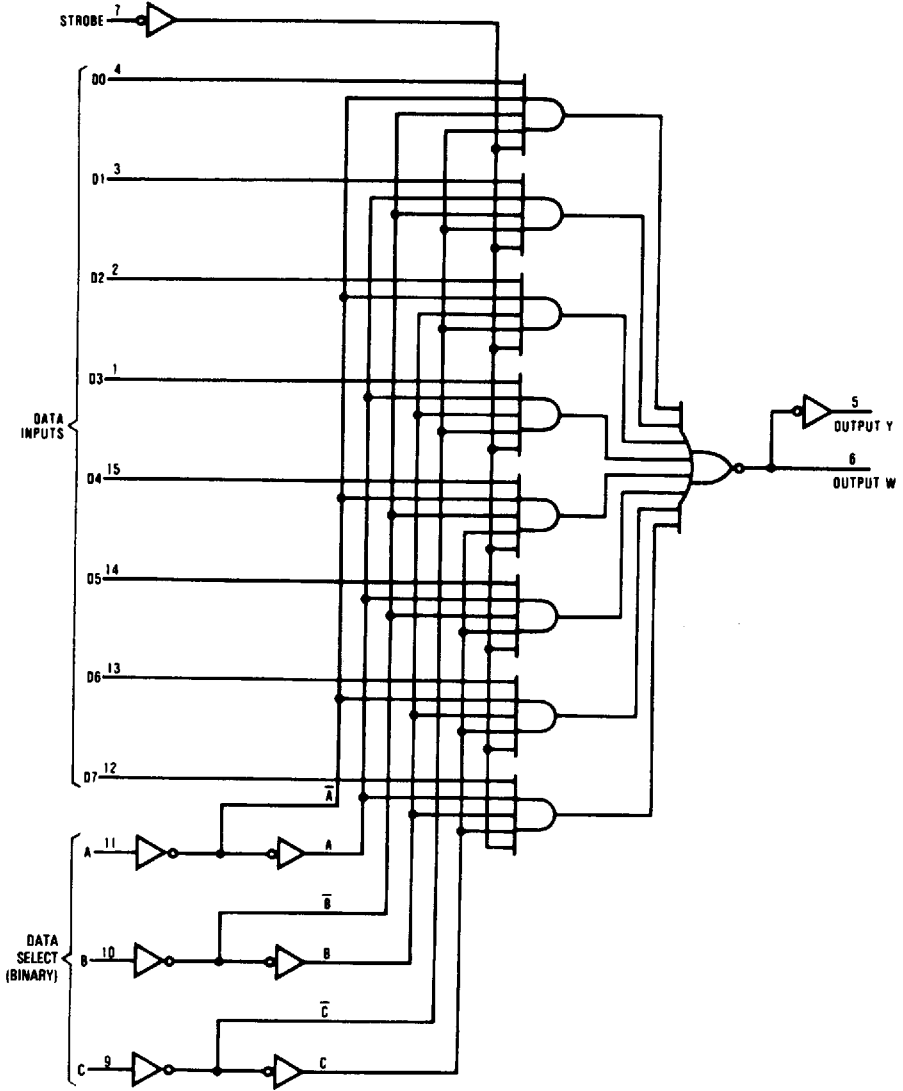 STROBE 7
D0 4
D1 3
D2 2
D3 1
DATA
INPUTS
5
OUTPUT Y
6
OUTPUT W
D4 15
D5 14
D6 13
D7 12
A̅
A 11
A
B̅
DATA
SELECT
(BINARY)
B 10
B
C̅
C 9
C